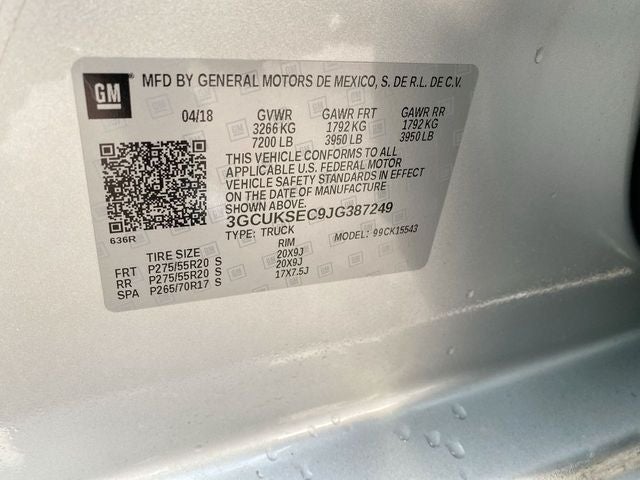 GM
MFD BY GENERAL MOTORS DE MEXICO, S. DE R.L. DE C.V.
04/18 GVWR GAWR FRT GAWR RR
3266 KG 1792 KG 1792 KG
7200 LB 3950 LB 3950 LB
THIS VEHICLE CONFORMS TO ALL
APPLICABLE U.S. FEDERAL MOTOR
VEHICLE SAFETY STANDARDS IN EFFECT
ON THE DATE OF MANUFACTURE
SHOWN ABOVE.
3GCUKSEC9JG387249
636R
TYPE: TRUCK MODEL: 99CK15543
TIRE SIZE RIM
FRT P275/55R20 S 20X9J
RR P275/55R20 S 20X9J
SPA P265/70R17 S 17X7.5J